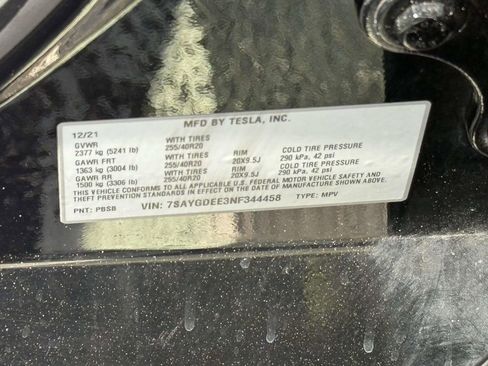 MFD BY TESLA, INC.
12/21
GVWR WITH TIRES
2377 kg (5241 lb) 255/40R20 RIM COLD TIRE PRESSURE
GAWR FRT WITH TIRES 20X9.5J 290 kPa, 42 psi
1363 kg (3004 lb) 255/40R20 RIM COLD TIRE PRESSURE
GAWR RR WITH TIRES 20X9.5J 290 kPa, 42 psi
1500 kg (3306 lb) 255/40R20
THIS VEHICLE CONFORMS TO ALL APPLICABLE U.S. FEDERAL MOTOR VEHICLE SAFETY AND
THEFT PREVENTION STANDARDS IN EFFECT ON THE DATE OF MANUFACTURE SHOWN ABOVE.
PNT: PBSB VIN: 7SAYGDEE3NF344458 TYPE: MPV